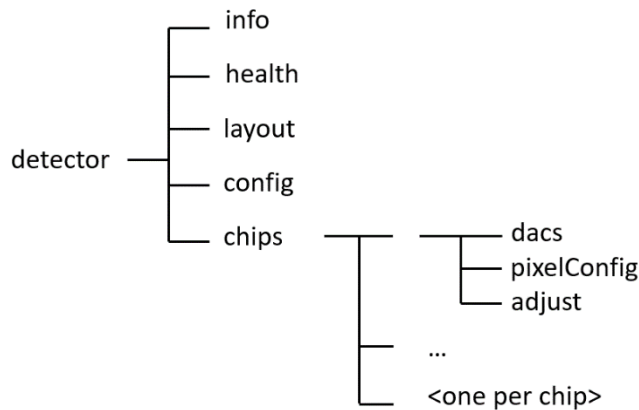 info
health
layout
detector
config
chips
dacs
pixelConfig
adjust
...
<one per chip>